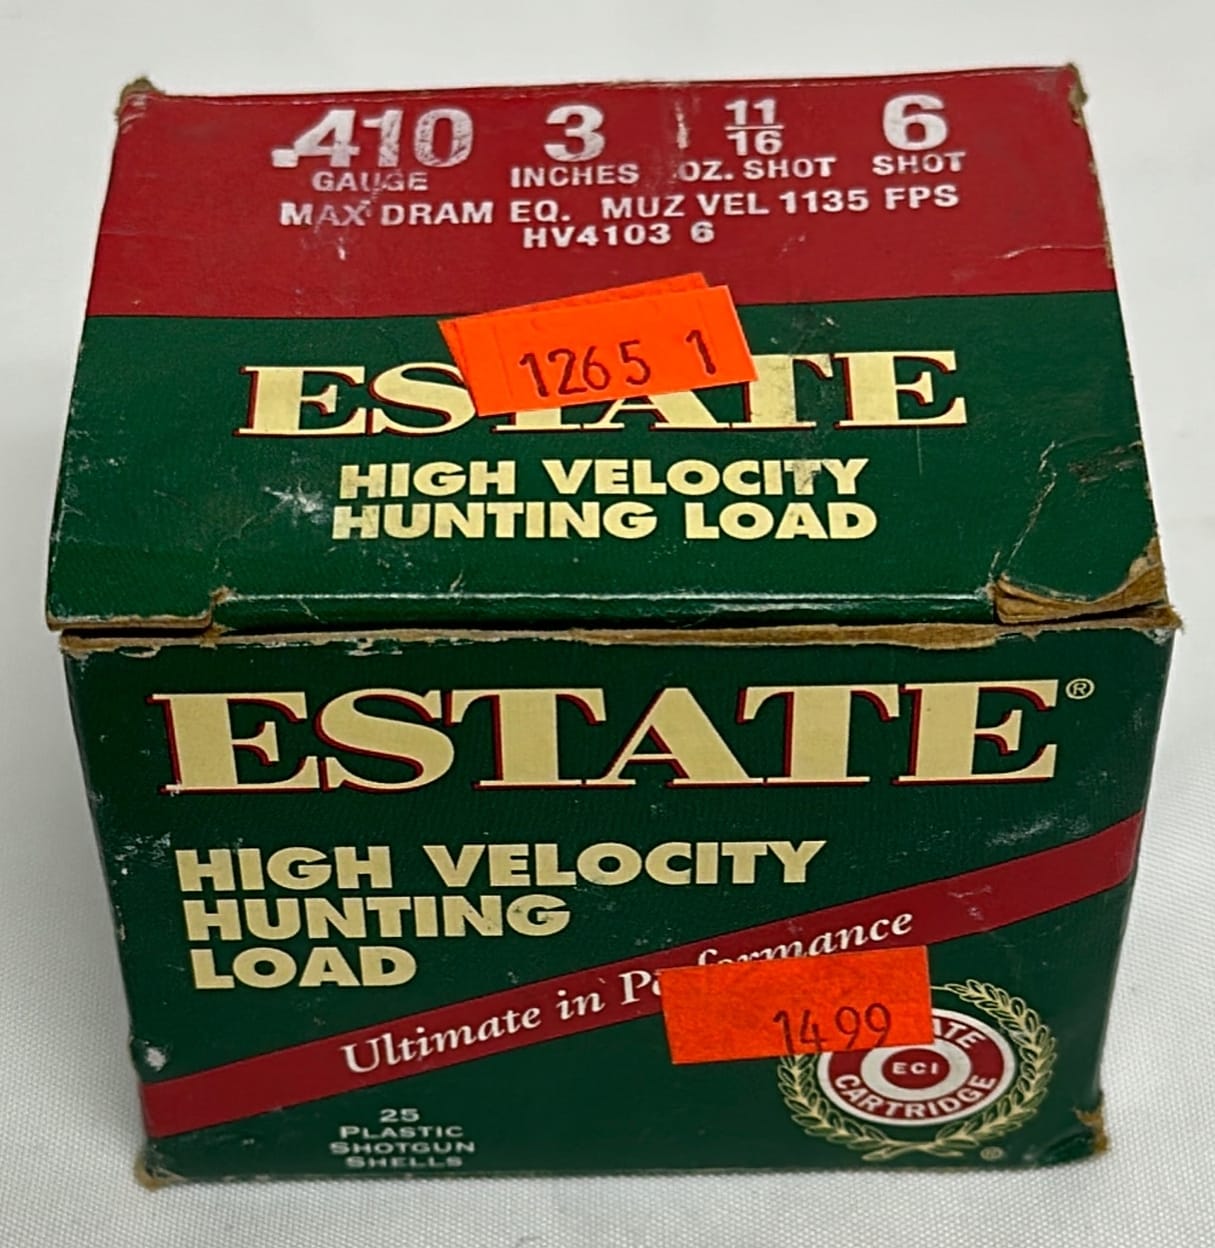 .410 3 11/16 6
GAUGE INCHES OZ. SHOT SHOT
MAX DRAM EQ. MUZ VEL 1135 FPS
HV4103 6
1265 1
ESTATE
HIGH VELOCITY
HUNTING LOAD
ESTATE®
HIGH VELOCITY
HUNTING
LOAD
Ultimate in Performance
14.99
ECI
CARTRIDGE
®
25
PLASTIC
SHOTGUN
SHELLS